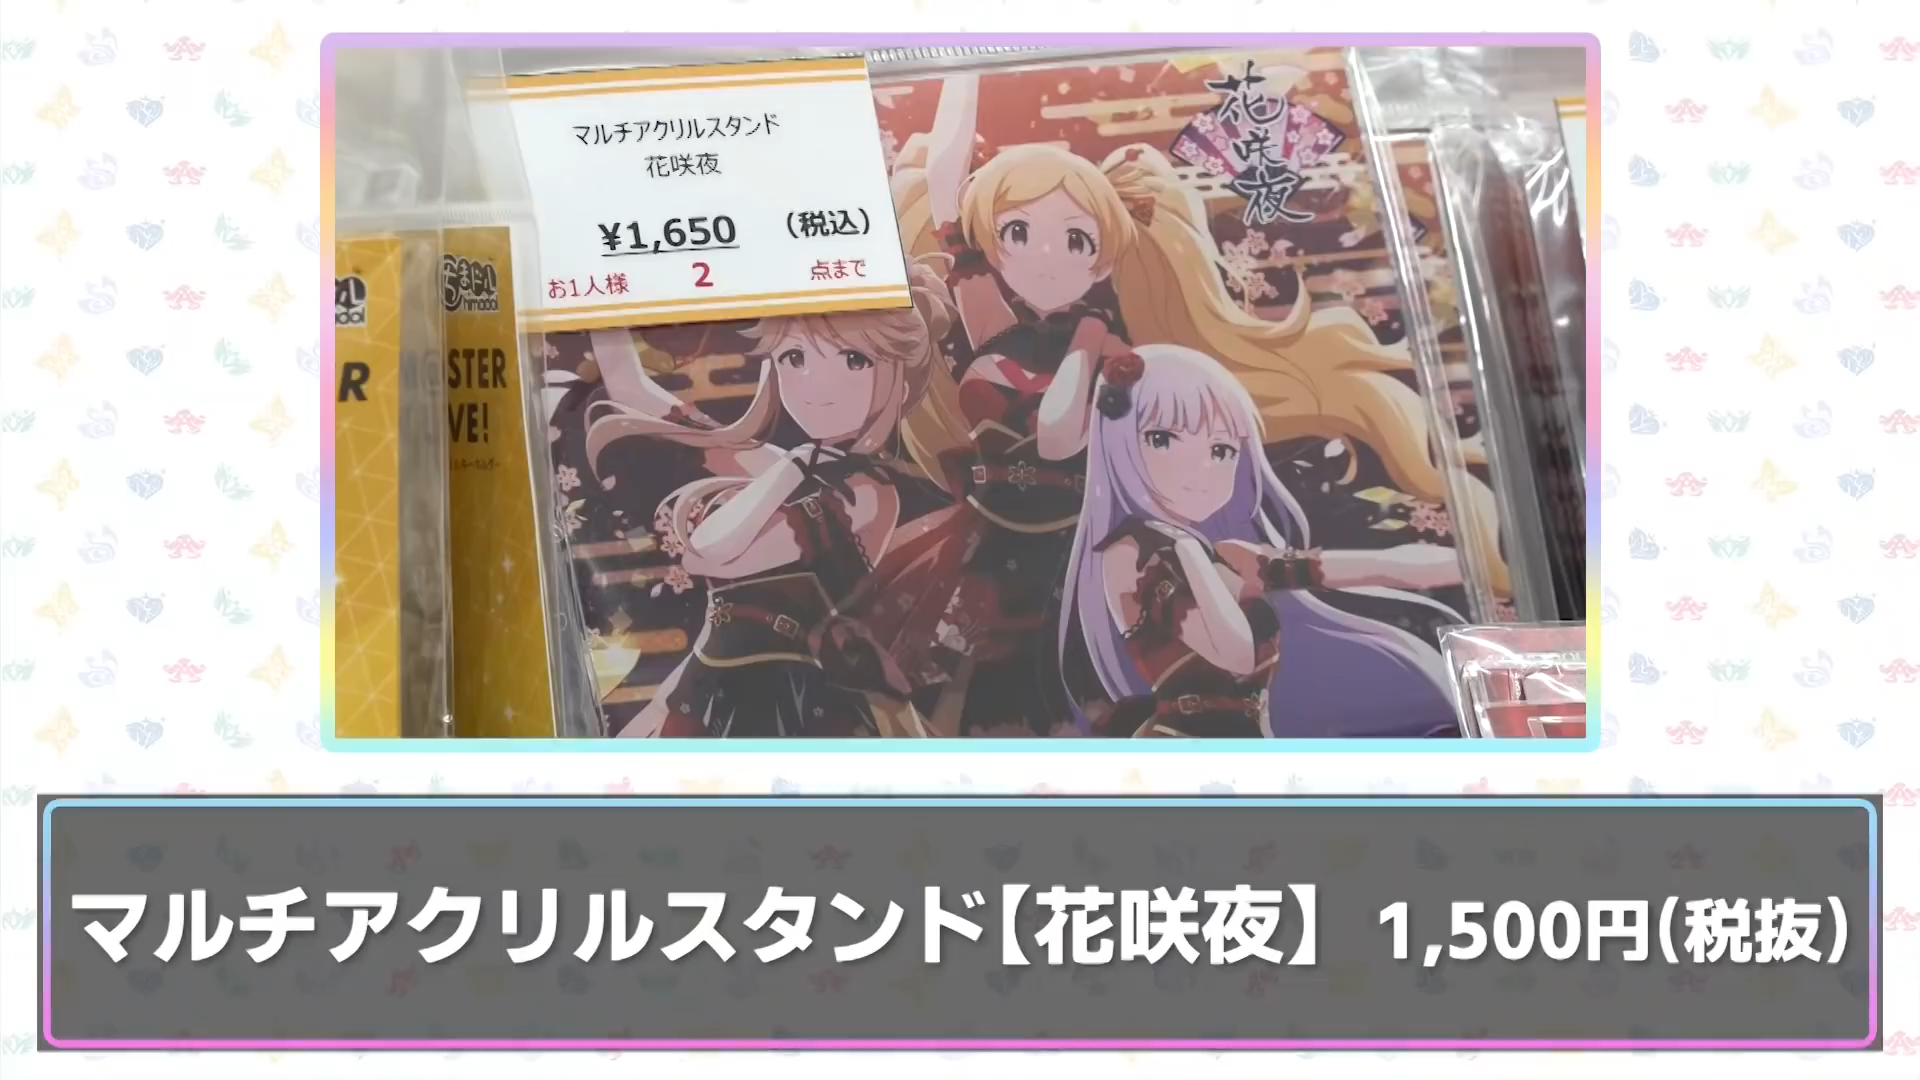 マルチアクリルスタンド
花咲夜
¥1,650 (税込)
お1人様 2 点まで
花咲夜
R
STER
VE!
マルチアクリルスタンド【花咲夜】 1,500円(税抜)